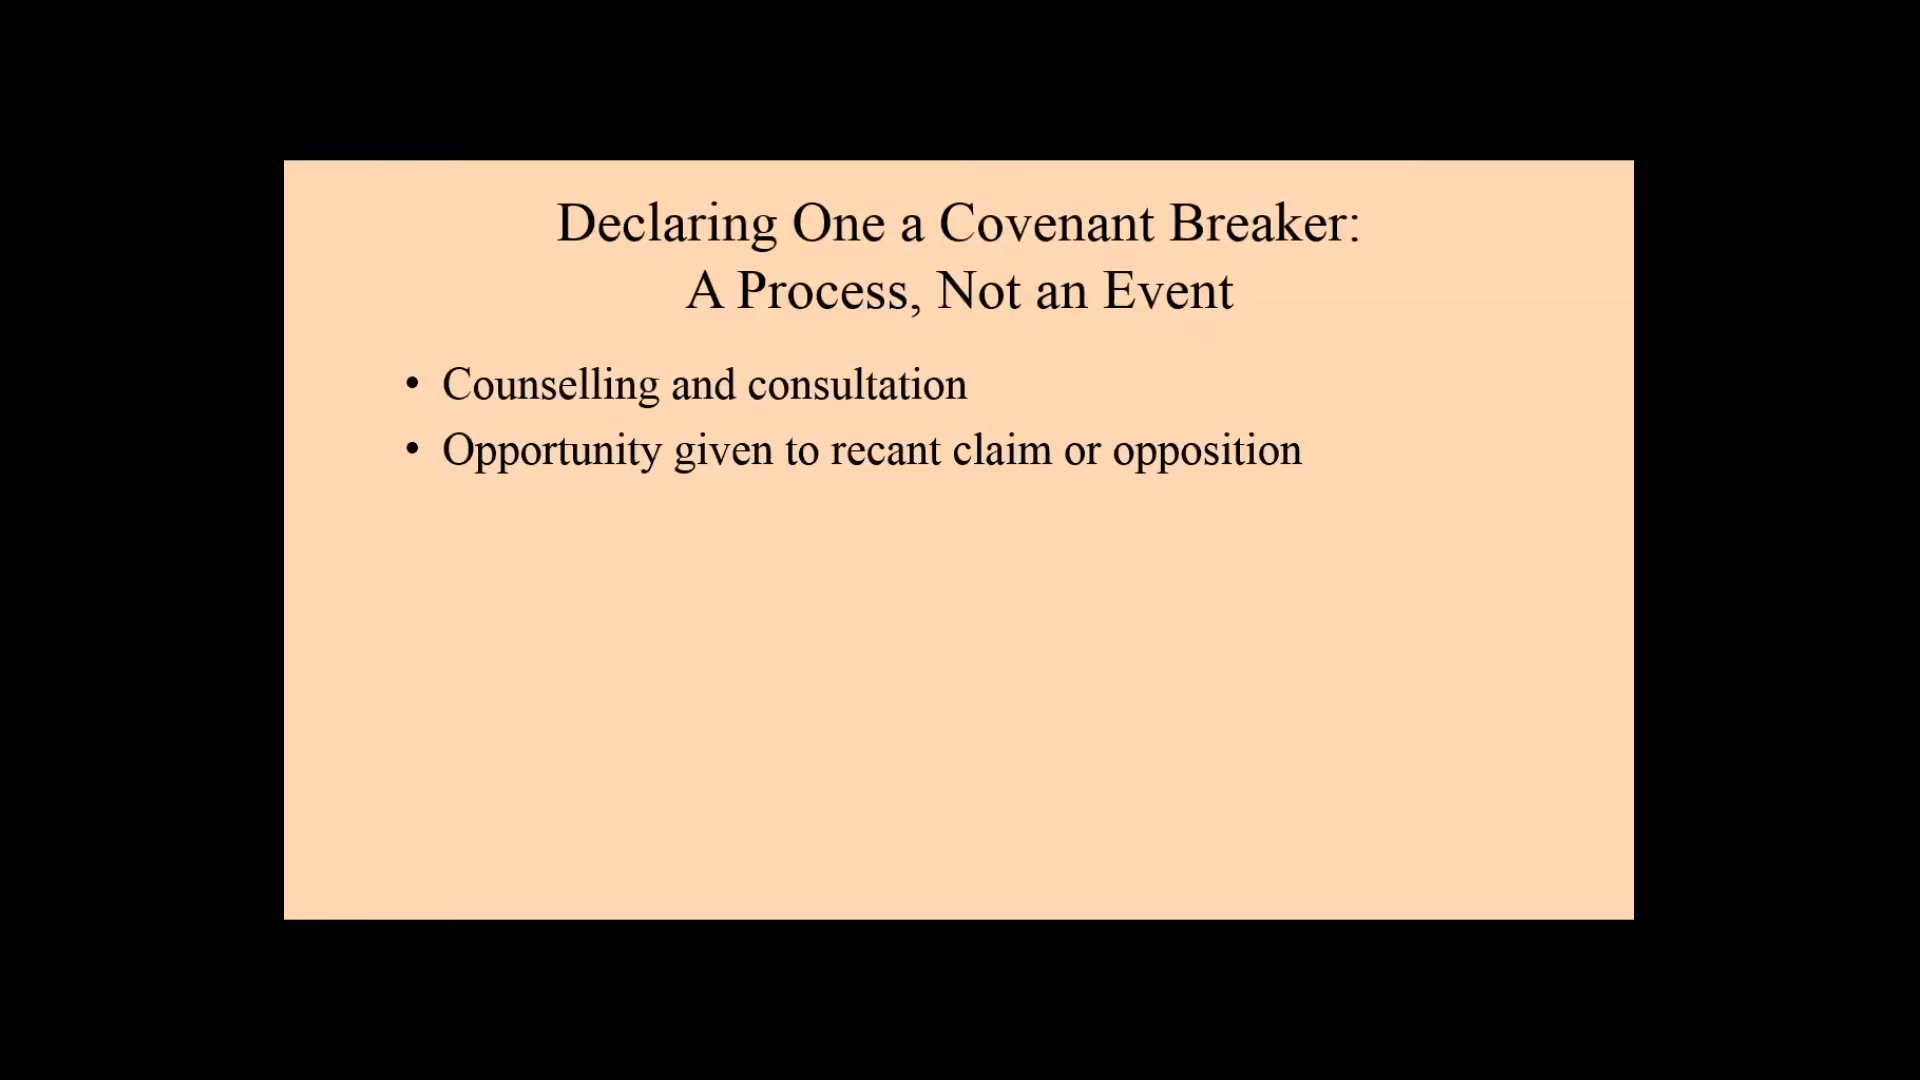 Declaring One a Covenant Breaker:
A Process, Not an Event
• Counselling and consultation
• Opportunity given to recant claim or opposition